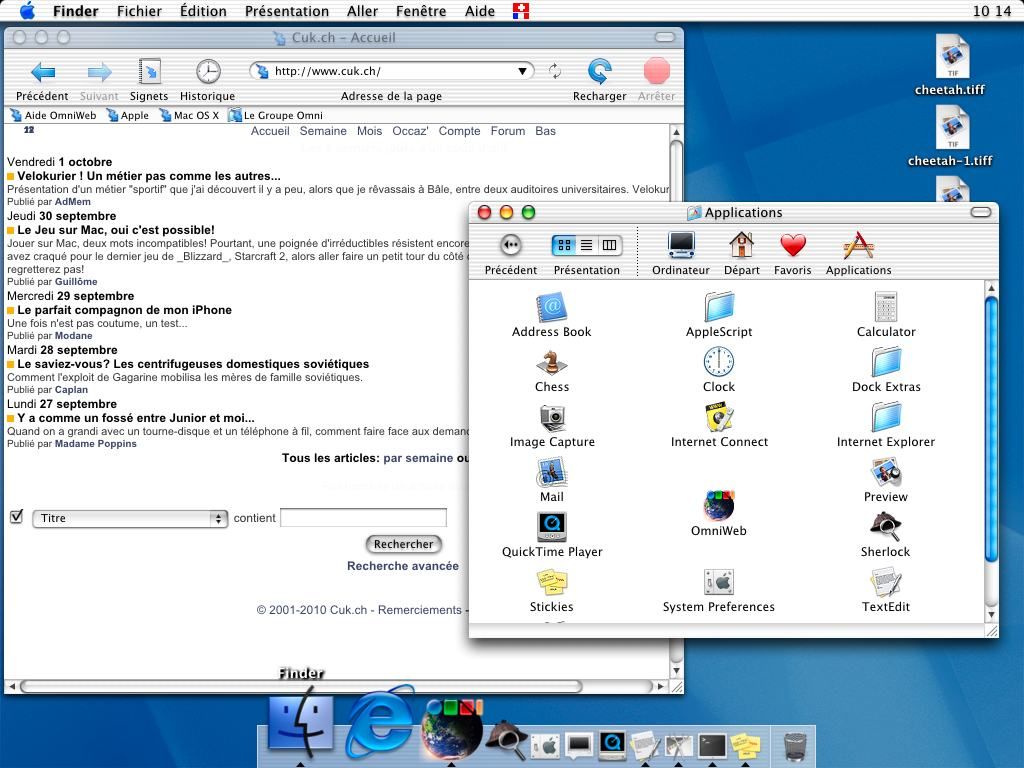 Finder Fichier Édition Présentation Aller Fenêtre Aide 10 14
Cuk.ch – Accueil
http://www.cuk.ch/
Précédent Suivant Signets Historique Adresse de la page Recharger Arrêter
Aide OmniWeb Apple Mac OS X Le Groupe Omni
Accueil Semaine Mois Occaz' Compte Forum Bas
Vendredi 1 octobre
Velokurier ! Un métier pas comme les autres...
Présentation d'un métier "sportif" que j'ai découvert il y a peu, alors que je rêvassais à Bâle, entre deux auditoires universitaires. Velokur
Publié par AdMem
Jeudi 30 septembre
Le Jeu sur Mac, oui c'est possible!
Jouer sur Mac, deux mots incompatibles! Pourtant, une poignée d'irréductibles résistent encore
avez craqué pour le dernier jeu de _Blizzard_, Starcraft 2, alors aller faire un petit tour du côté
regretterez pas!
Publié par Guillôme
Mercredi 29 septembre
Le parfait compagnon de mon iPhone
Une fois n'est pas coutume, un test...
Publié par Modane
Mardi 28 septembre
Le saviez-vous? Les centrifugeuses domestiques soviétiques
Comment l'exploit de Gagarine mobilisa les mères de famille soviétiques.
Publié par Caplan
Lundi 27 septembre
Y a comme un fossé entre Junior et moi...
Quand on a grandi avec un tourne-disque et un téléphone à fil, comment faire face aux demand
Publié par Madame Poppins
Tous les articles: par semaine ou
Titre contient
Rechercher
Recherche avancée
© 2001-2010 Cuk.ch - Remerciements -
TIF
cheetah.tiff
TIF
cheetah-1.tiff
TIF
Applications
Précédent Présentation Ordinateur Départ Favoris Applications
Address Book AppleScript Calculator
Chess Clock Dock Extras
Image Capture Internet Connect Internet Explorer
Mail OmniWeb Preview
QuickTime Player Sherlock
Stickies System Preferences TextEdit
Finder